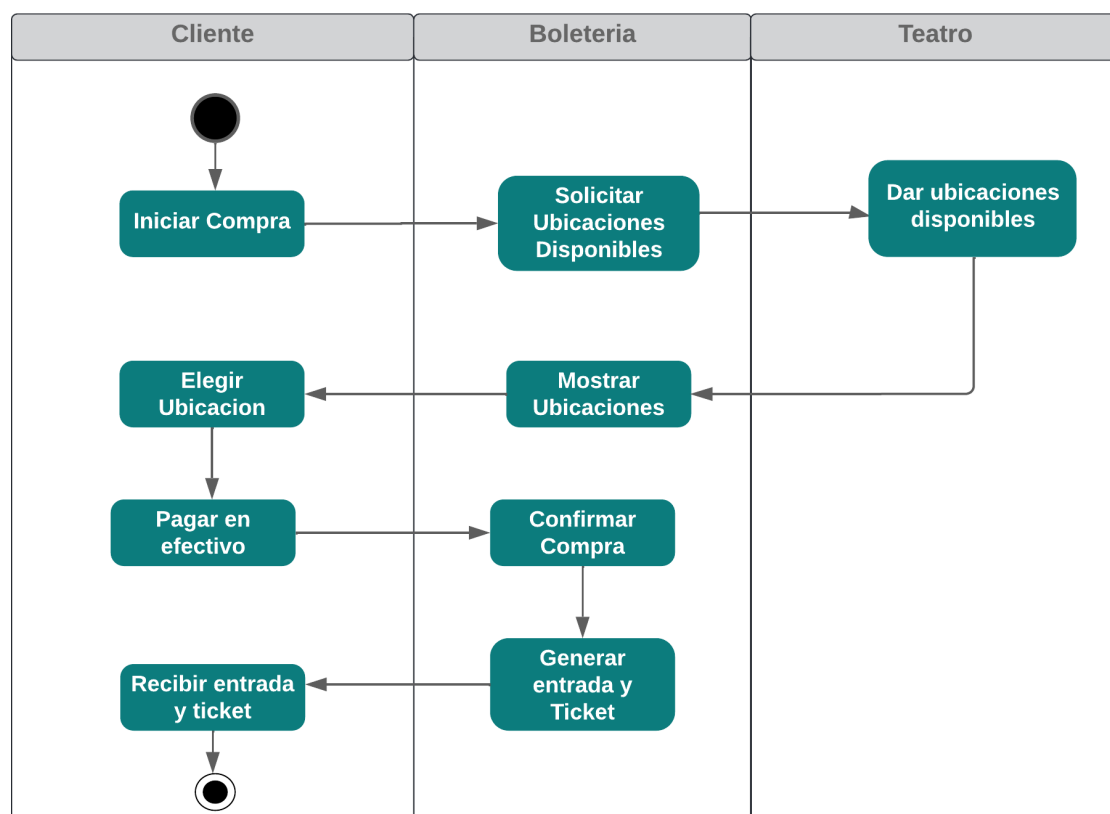 Cliente
Boleteria
Teatro
Iniciar Compra
Solicitar
Ubicaciones
Disponibles
Dar ubicaciones
disponibles
Elegir
Ubicacion
Mostrar
Ubicaciones
Pagar en
efectivo
Confirmar
Compra
Generar
entrada y
Ticket
Recibir entrada
y ticket